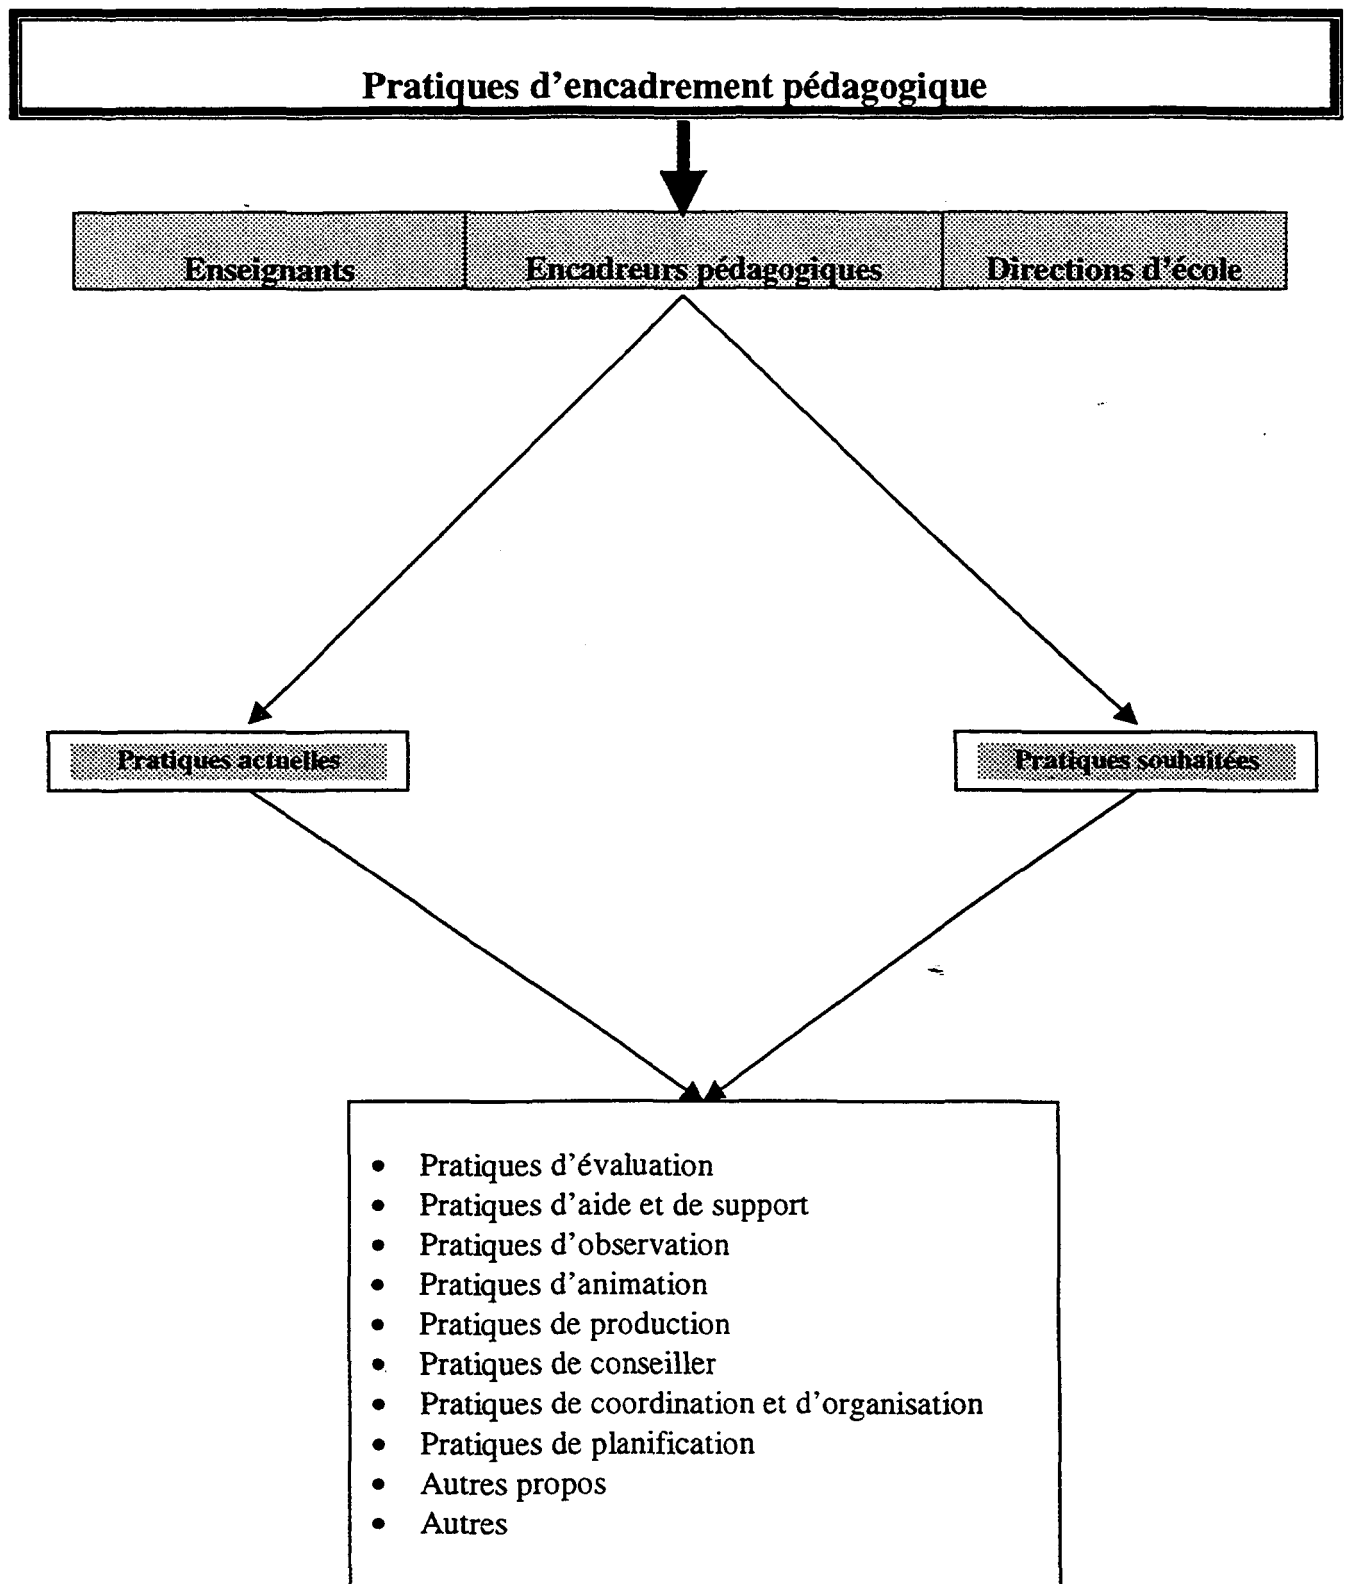 Pratiques d'encadrement pédagogique
Enseignants Encadreurs pédagogiques Directions d'école
Pratiques actuelles Pratiques souhaitées
• Pratiques d'évaluation
• Pratiques d'aide et de support
• Pratiques d'observation
• Pratiques d'animation
• Pratiques de production
• Pratiques de conseiller
• Pratiques de coordination et d'organisation
• Pratiques de planification
• Autres propos
• Autres